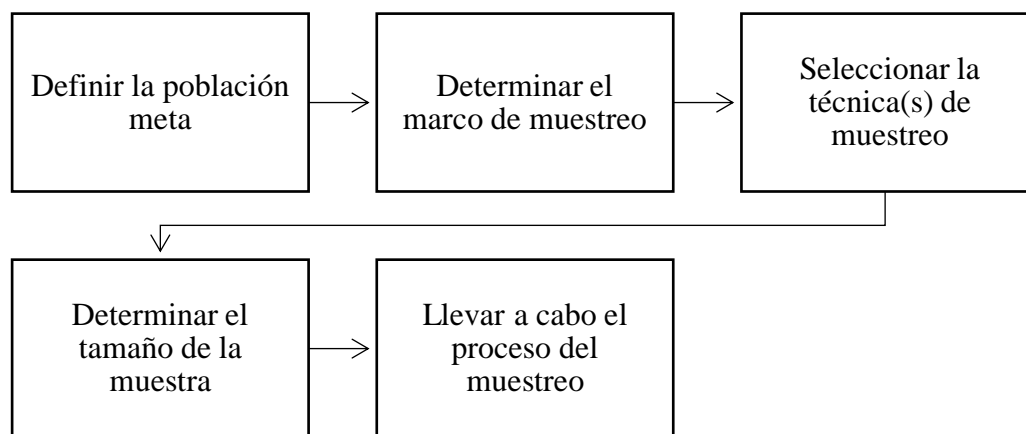 Definir la población
meta
Determinar el
marco de muestreo
Seleccionar la
técnica(s) de
muestreo
Determinar el
tamaño de la
muestra
Llevar a cabo el
proceso del
muestreo